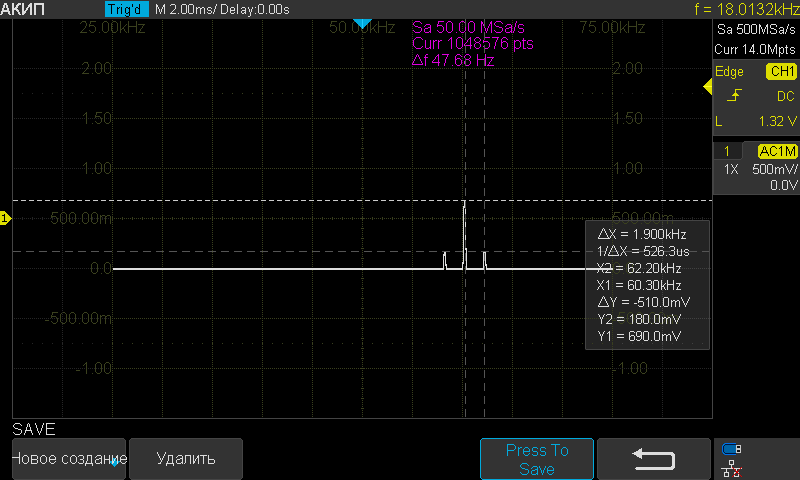 АКИП Trig'd M 2.00ms/ Delay:0.00s f = 18.0132kHz
25.00kHz 50.00kHz 75.00kHz
Sa 50.00 MSa/s
Curr 1048576 pts
Δf 47.68 Hz
Sa 500MSa/s
Curr 14.0Mpts
Edge CH1
DC
L 1.32 V
1 AC1M
1X 500mV/
0.0V
2.00 2.00
1.50 1.50
1.00 1.00
1
500.00m 500.00m
0.0
-500.00m
-1.00 -1.00
ΔX = 1.900kHz
1/ΔX = 526.3us
X2 = 62.20kHz
X1 = 60.30kHz
ΔY = -510.0mV
Y2 = 180.0mV
Y1 = 690.0mV
SAVE
Новое создание
Удалить
Press To
Save